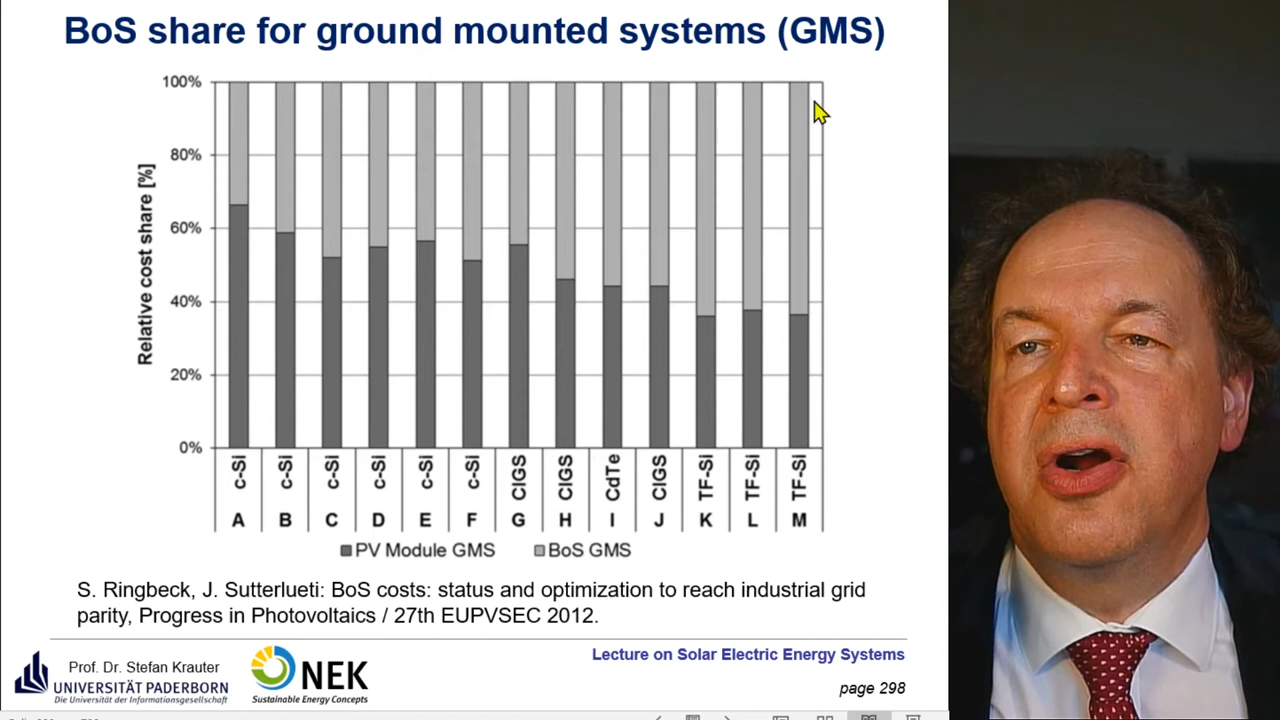 BoS share for ground mounted systems (GMS)
100%
80%
60%
40%
20%
0%
Relative cost share [%]
c-Si c-Si c-Si c-Si c-Si c-Si CIGS CIGS CdTe CIGS TF-Si TF-Si TF-Si
A B C D E F G H I J K L M
PV Module GMS BoS GMS
S. Ringbeck, J. Sutterlueti: BoS costs: status and optimization to reach industrial grid
parity, Progress in Photovoltaics / 27th EUPVSEC 2012.
Prof. Dr. Stefan Krauter
UNIVERSITÄT PADERBORN
Die Universität der Informationsgesellschaft
NEK
Sustainable Energy Concepts
Lecture on Solar Electric Energy Systems
page 298